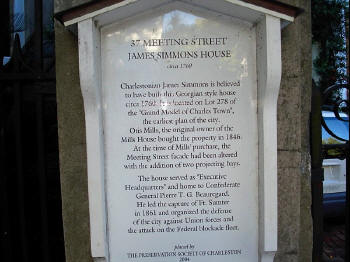 37 MEETING STREET
JAMES SIMMONS HOUSE
circa 1760
Charlestonian James Simmons is believed
to have built this Georgian style house
circa 1760. It is located on Lot 278 of
the "Grand Model of Charles Town",
the earliest plan of the city.
Otis Mills, the original owner of the
Mills House bought the property in 1846.
At the time of Mills' purchase, the
Meeting Street facade had been altered
with the addition of two projecting bays.
The house served as "Executive
Headquarters" and home to Confederate
General Pierre T. G. Beauregard.
He led the capture of Ft. Sumter
in 1861 and organized the defense
of the city against Union forces and
the attack on the Federal blockade fleet.
placed by
THE PRESERVATION SOCIETY OF CHARLESTON
2004